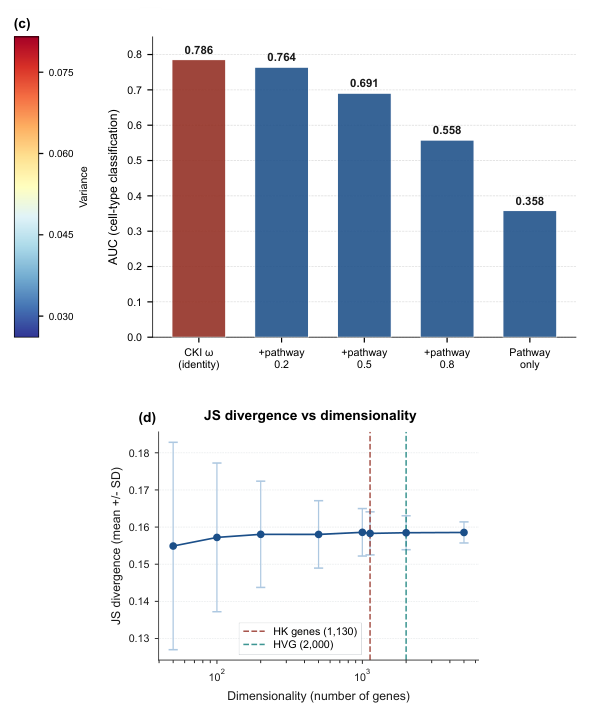 (c)
0.075
0.060
0.045
0.030
Variance
AUC (cell-type classification)
0.8
0.7
0.6
0.5
0.4
0.3
0.2
0.1
0.0
0.786
0.764
0.691
0.558
0.358
CKI ω
(identity)
+pathway
0.2
+pathway
0.5
+pathway
0.8
Pathway
only
(d)
JS divergence vs dimensionality
JS divergence (mean +/- SD)
0.18
0.17
0.16
0.15
0.14
0.13
HK genes (1,130)
HVG (2,000)
10²
10³
Dimensionality (number of genes)